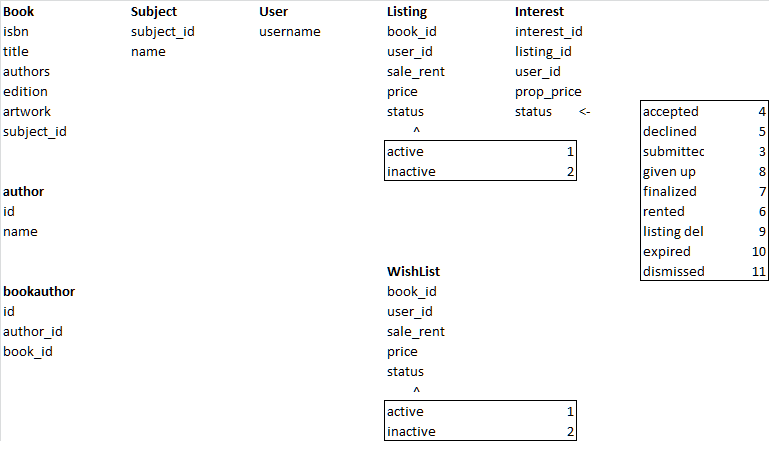 Book Subject User Listing Interest
isbn subject_id username book_id interest_id
title name user_id listing_id
authors sale_rent user_id
edition price prop_price
artwork status status <- accepted 4
subject_id ^ declined 5
active 1 submitted 3
inactive 2 given up 8
author finalized 7
id rented 6
name listing del 9
expired 10
WishList dismissed 11
bookauthor book_id
id user_id
author_id sale_rent
book_id price
status
^
active 1
inactive 2